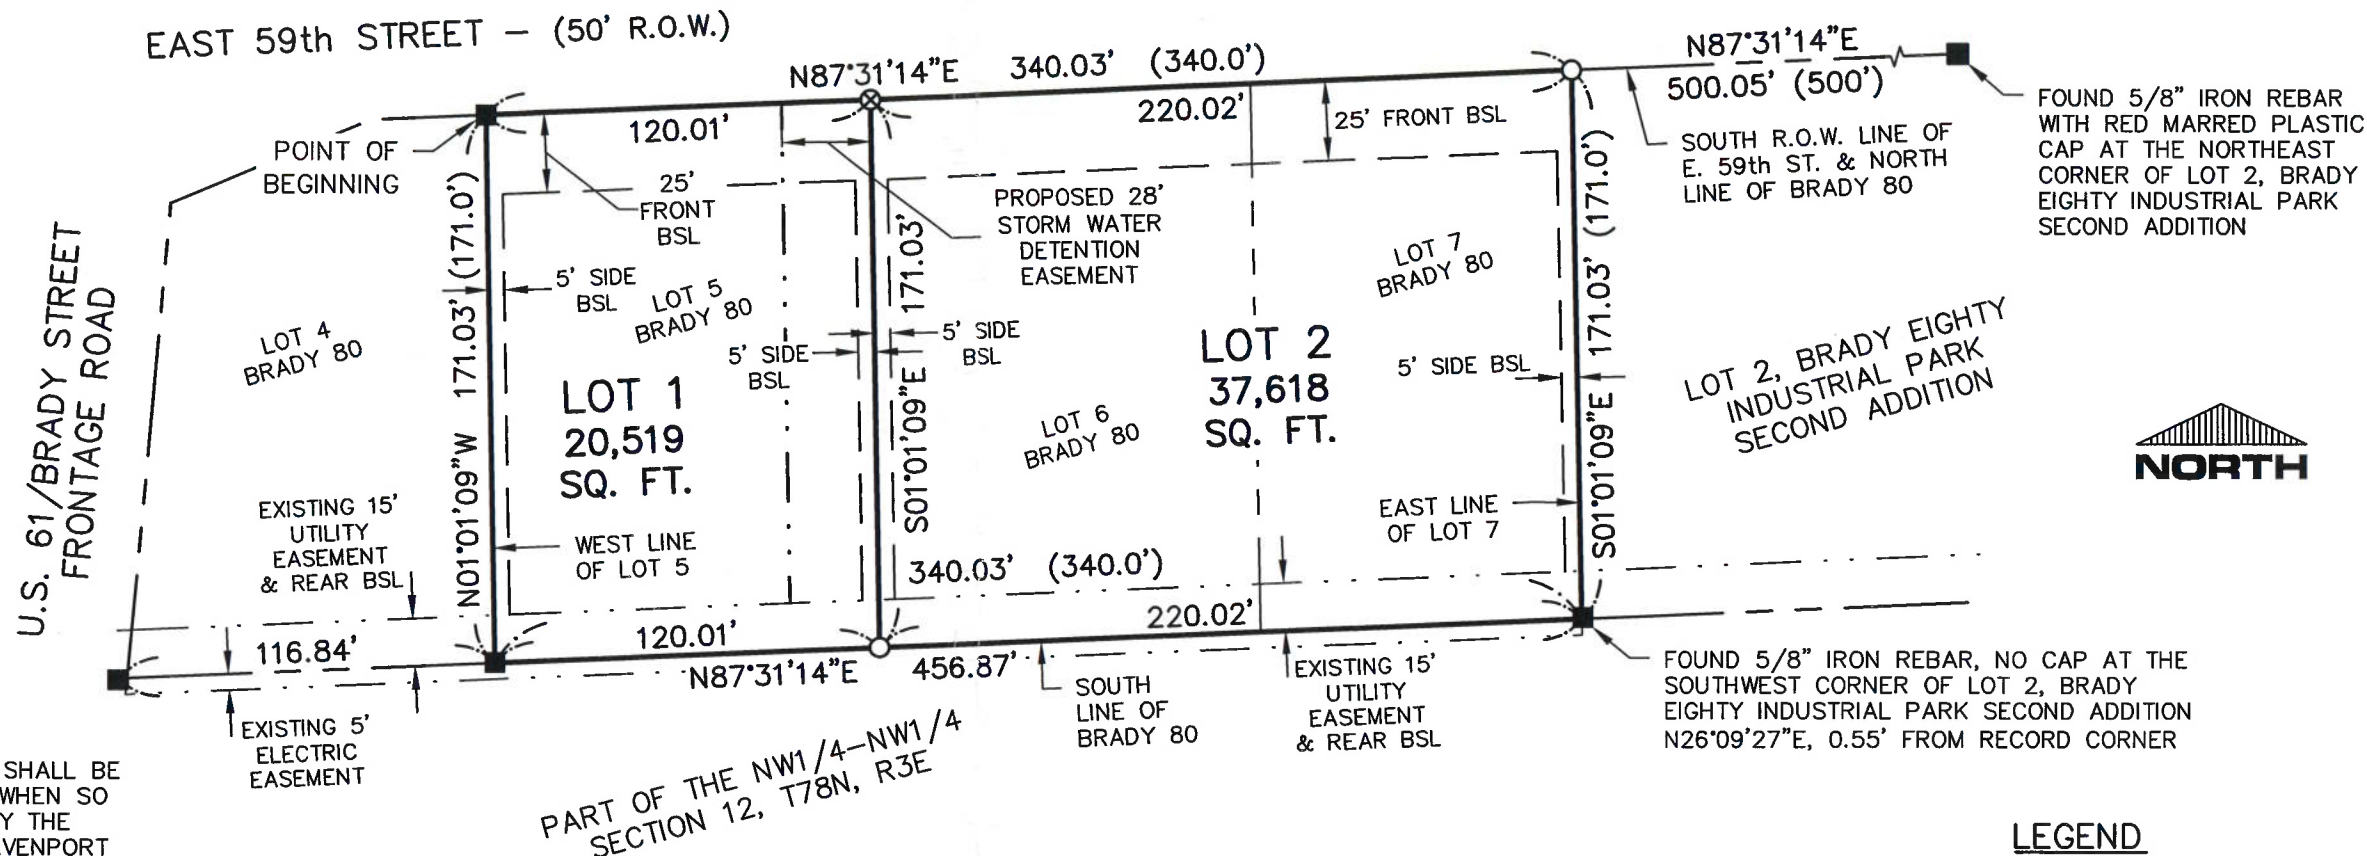 EAST 59th STREET – (50' R.O.W.)
N87°31'14"E
340.03' (340.0')
120.01'
220.02'
N87°31'14"E
500.05' (500')
FOUND 5/8" IRON REBAR
WITH RED MARRED PLASTIC
CAP AT THE NORTHEAST
CORNER OF LOT 2, BRADY
EIGHTY INDUSTRIAL PARK
SECOND ADDITION
SOUTH R.O.W. LINE OF
E. 59th ST. & NORTH
LINE OF BRADY 80
POINT OF
BEGINNING
25'
FRONT
BSL
25' FRONT BSL
PROPOSED 28'
STORM WATER
DETENTION
EASEMENT
U.S. 61/BRADY STREET
FRONTAGE ROAD
LOT 4
BRADY 80
N01°01'09"W 171.03' (171.0')
5' SIDE
BSL
LOT 5
BRADY 80
5' SIDE
BSL
LOT 1
20,519
SQ. FT.
WEST LINE
OF LOT 5
S01°01'09"E 171.03'
5' SIDE
BSL
LOT 6
BRADY 80
LOT 2
37,618
SQ. FT.
LOT 7
BRADY 80
5' SIDE BSL
EAST LINE
OF LOT 7
S01°01'09"E 171.03' (171.0')
LOT 2, BRADY EIGHTY
INDUSTRIAL PARK
SECOND ADDITION
NORTH
EXISTING 15'
UTILITY
EASEMENT
& REAR BSL
340.03' (340.0')
116.84'
120.01'
220.02'
N87°31'14"E
456.87'
EXISTING 5'
ELECTRIC
EASEMENT
SOUTH
LINE OF
BRADY 80
EXISTING 15'
UTILITY
EASEMENT
& REAR BSL
FOUND 5/8" IRON REBAR, NO CAP AT THE
SOUTHWEST CORNER OF LOT 2, BRADY
EIGHTY INDUSTRIAL PARK SECOND ADDITION
N26°09'27"E, 0.55' FROM RECORD CORNER
PART OF THE NW1/4–NW1/4
SECTION 12, T78N, R3E
SHALL BE
WHEN SO
Y THE
VENPORT
LEGEND